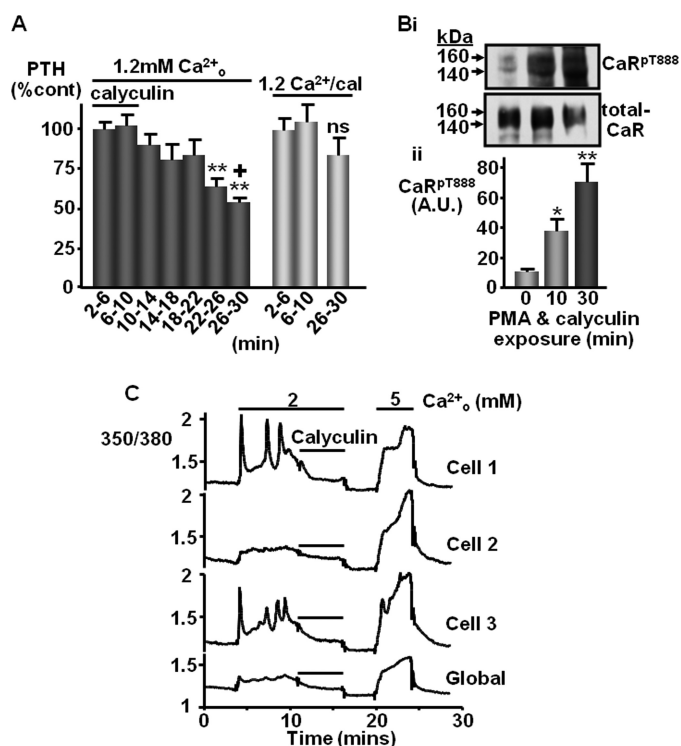 A
PTH
(%cont)
1.2mM Ca²⁺ₒ
calyculin
1.2 Ca²⁺/cal
100
75
50
25
0
**
+
**
ns
2-6
6-10
10-14
14-18
18-22
22-26
26-30
2-6
6-10
26-30
(min)
Bi
kDa
160
140
CaRᵖᵀ⁸⁸⁸
160
140
total-
CaR
ii
CaRᵖᵀ⁸⁸⁸
(A.U.)
80
60
40
20
0
*
**
0 10 30
PMA & calyculin
exposure (min)
C
2 5 Ca²⁺ₒ (mM)
350/380
2
1.5
Calyculin
Cell 1
2
1.5
Cell 2
2
1.5
Cell 3
1.5
1
Global
0 10 20 30
Time (mins)